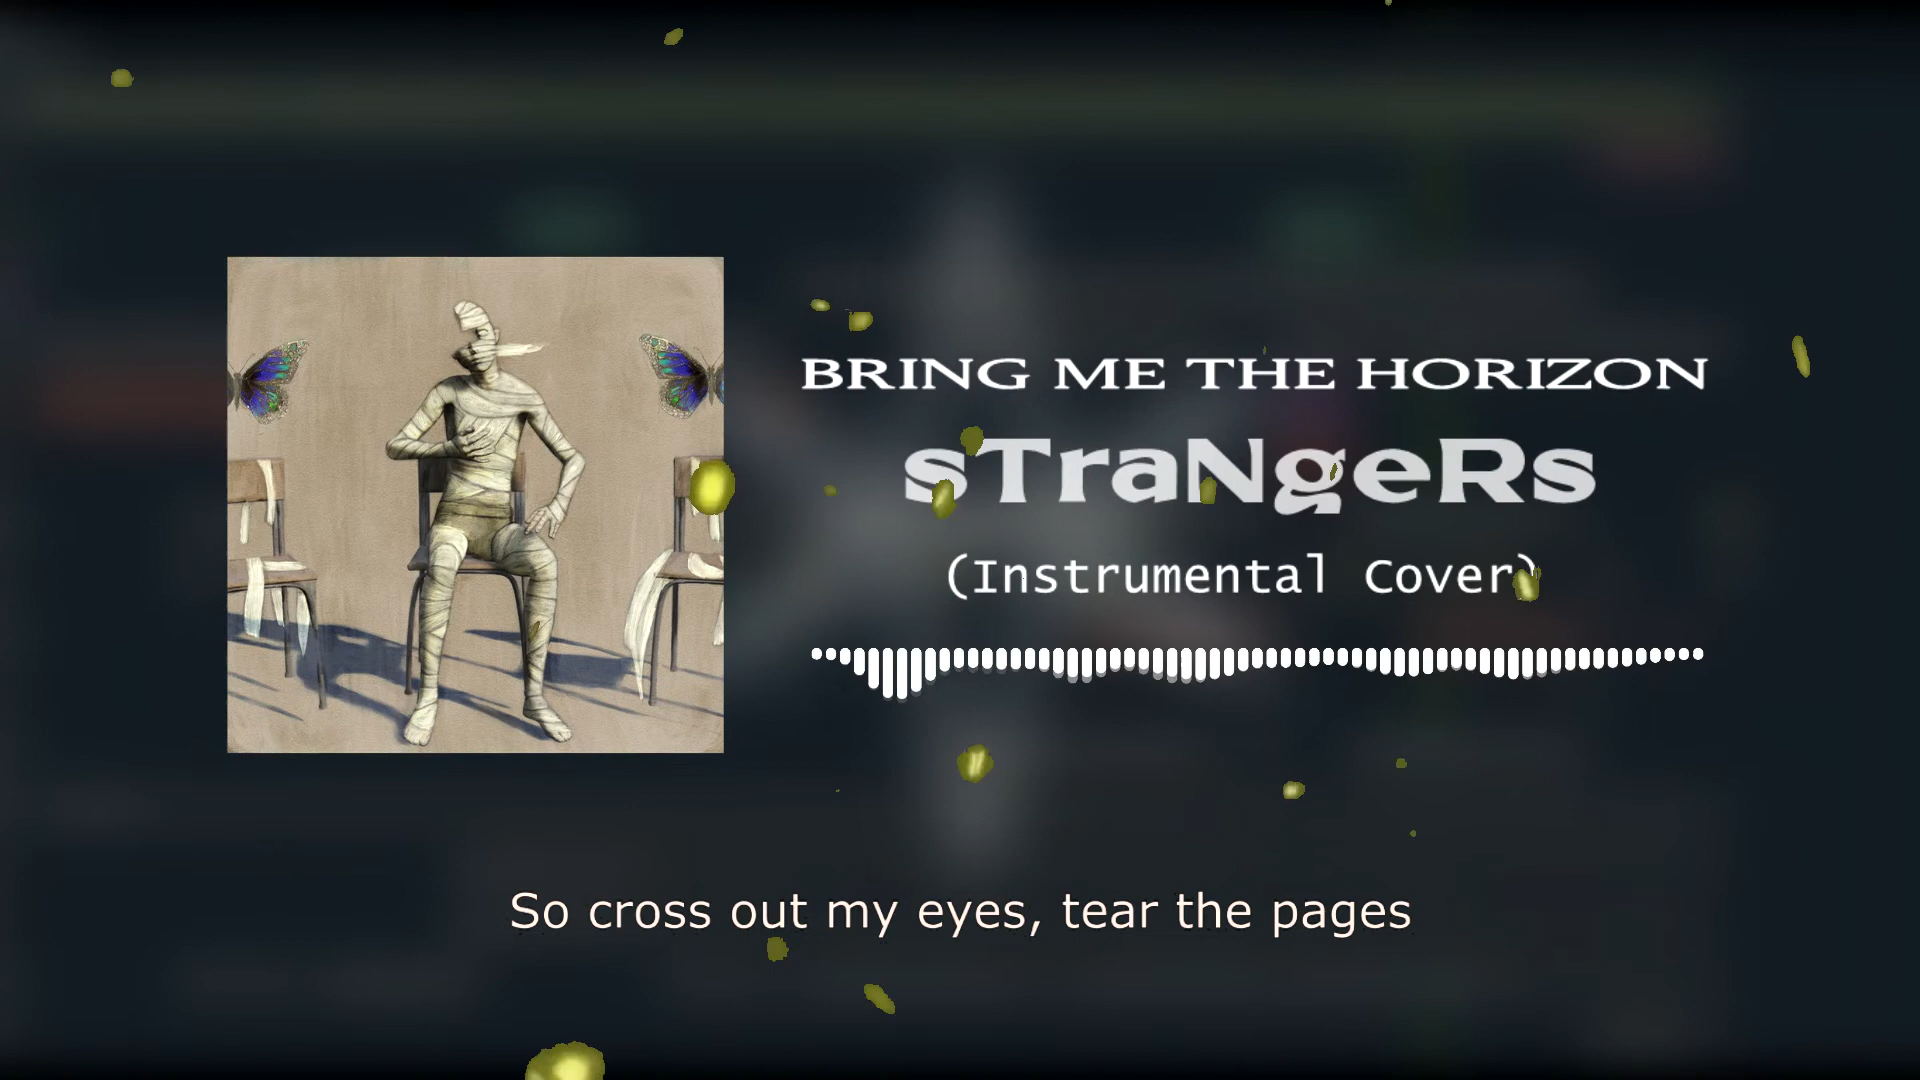 BRING ME THE HORIZON
sTraNgeRs
(Instrumental Cover)
So cross out my eyes, tear the pages